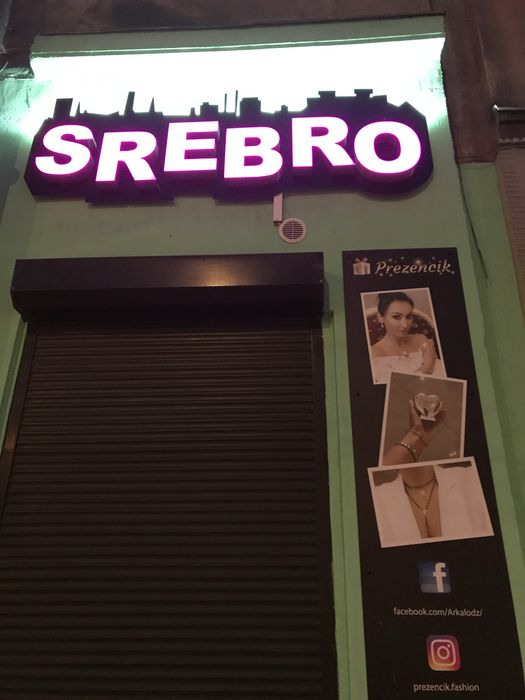 SREBRO
Prezencik
facebook.com/Arkalodz/
prezencik.fashion